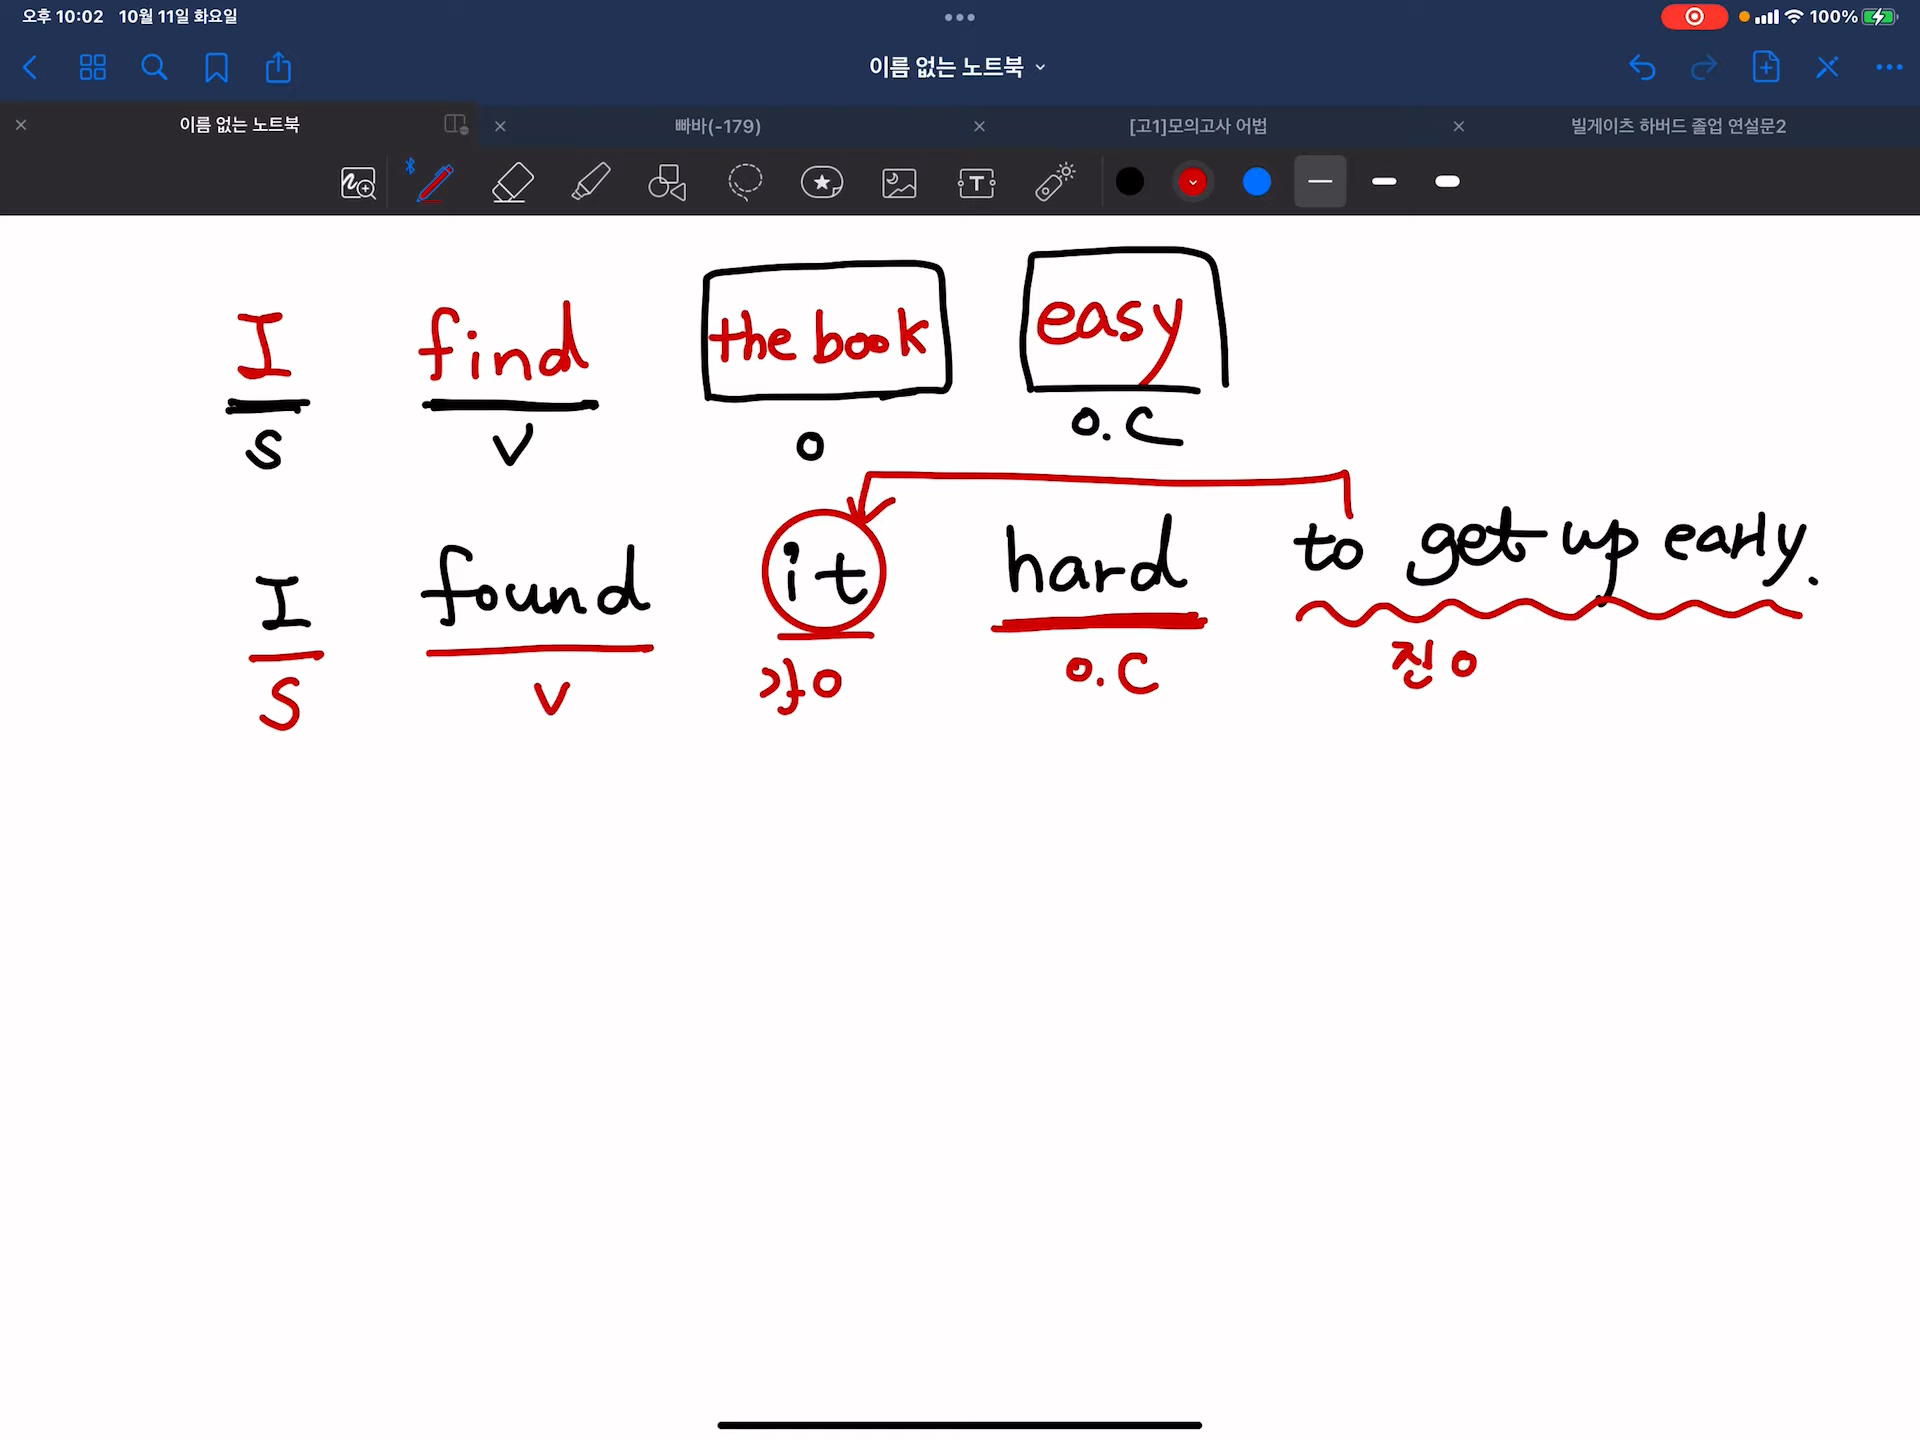 오후 10:02 10월 11일 화요일
100%
이름 없는 노트북
이름 없는 노트북
빠바(-179)
[고1]모의고사 어법
빌게이츠 하버드 졸업 연설문2
T
I find the book easy
S V O O.C
I found it hard to get up early.
S V 가O O.C 진O